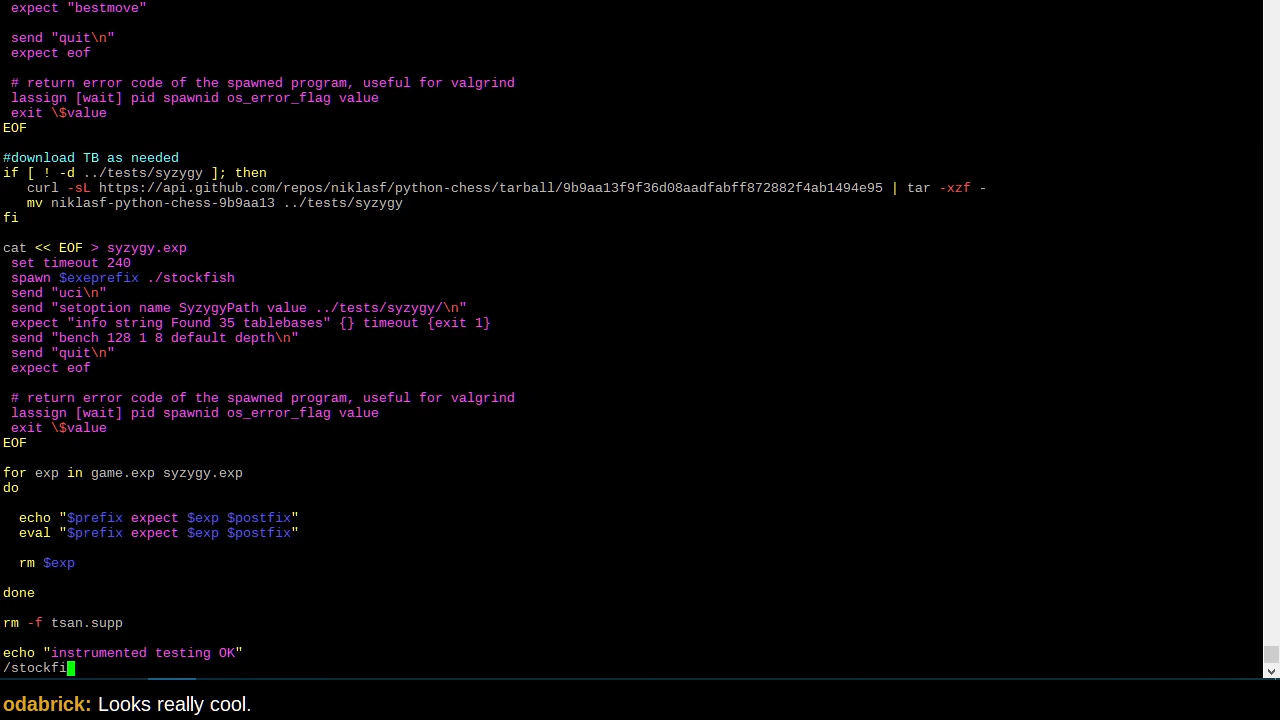 expect "bestmove"
send "quit\n"
expect eof
# return error code of the spawned program, useful for valgrind
lassign [wait] pid spawnid os_error_flag value
exit \$value
EOF
#download TB as needed
if [ ! -d ../tests/syzygy ]; then
curl -sL https://api.github.com/repos/niklasf/python-chess/tarball/9b9aa13f9f36d08aadfabff872882f4ab1494e95 | tar -xzf -
mv niklasf-python-chess-9b9aa13 ../tests/syzygy
fi
cat << EOF > syzygy.exp
set timeout 240
spawn $exeprefix ./stockfish
send "uci\n"
send "setoption name SyzygyPath value ../tests/syzygy/\n"
expect "info string Found 35 tablebases" {} timeout {exit 1}
send "bench 128 1 8 default depth\n"
send "quit\n"
expect eof
# return error code of the spawned program, useful for valgrind
lassign [wait] pid spawnid os_error_flag value
exit \$value
EOF
for exp in game.exp syzygy.exp
do
echo "$prefix expect $exp $postfix"
eval "$prefix expect $exp $postfix"
rm $exp
done
rm -f tsan.supp
echo "instrumented testing OK"
/stockfi
odabrick: Looks really cool.